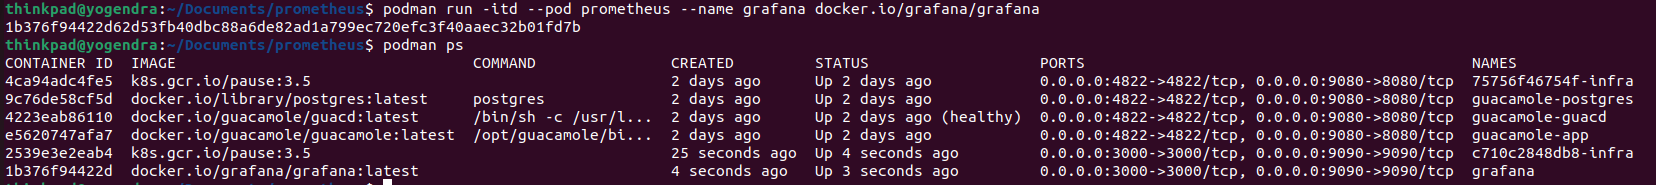 thinkpad@yogendra:~/Documents/prometheus$ podman run -itd --pod prometheus --name grafana docker.io/grafana/grafana
1b376f94422d62d53fb40dbc88a6de82ad1a799ec720efc3f40aaec32b01fd7b
thinkpad@yogendra:~/Documents/prometheus$ podman ps
CONTAINER ID  IMAGE                                 COMMAND               CREATED         STATUS                   PORTS                                           NAMES
4ca94adc4fe5  k8s.gcr.io/pause:3.5                                        2 days ago      Up 2 days ago            0.0.0.0:4822->4822/tcp, 0.0.0.0:9080->8080/tcp  75756f46754f-infra
9c76de58cf5d  docker.io/library/postgres:latest     postgres              2 days ago      Up 2 days ago            0.0.0.0:4822->4822/tcp, 0.0.0.0:9080->8080/tcp  guacamole-postgres
4223eab86110  docker.io/guacamole/guacd:latest      /bin/sh -c /usr/l...  2 days ago      Up 2 days ago (healthy)  0.0.0.0:4822->4822/tcp, 0.0.0.0:9080->8080/tcp  guacamole-guacd
e5620747afa7  docker.io/guacamole/guacamole:latest  /opt/guacamole/bi...  2 days ago      Up 2 days ago            0.0.0.0:4822->4822/tcp, 0.0.0.0:9080->8080/tcp  guacamole-app
2539e3e2eab4  k8s.gcr.io/pause:3.5                                        25 seconds ago  Up 4 seconds ago         0.0.0.0:3000->3000/tcp, 0.0.0.0:9090->9090/tcp  c710c2848db8-infra
1b376f94422d  docker.io/grafana/grafana:latest                            4 seconds ago   Up 3 seconds ago         0.0.0.0:3000->3000/tcp, 0.0.0.0:9090->9090/tcp  grafana
thinkpad@yogendra:~/Documents/prometheus$